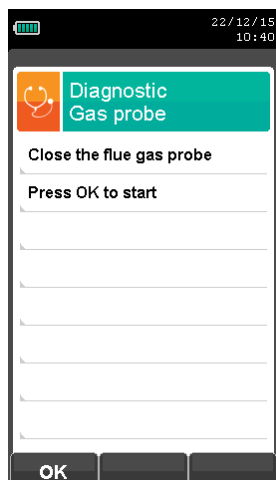 22/12/15
10:40
Diagnostic
Gas probe
Close the flue gas probe
Press OK to start
OK